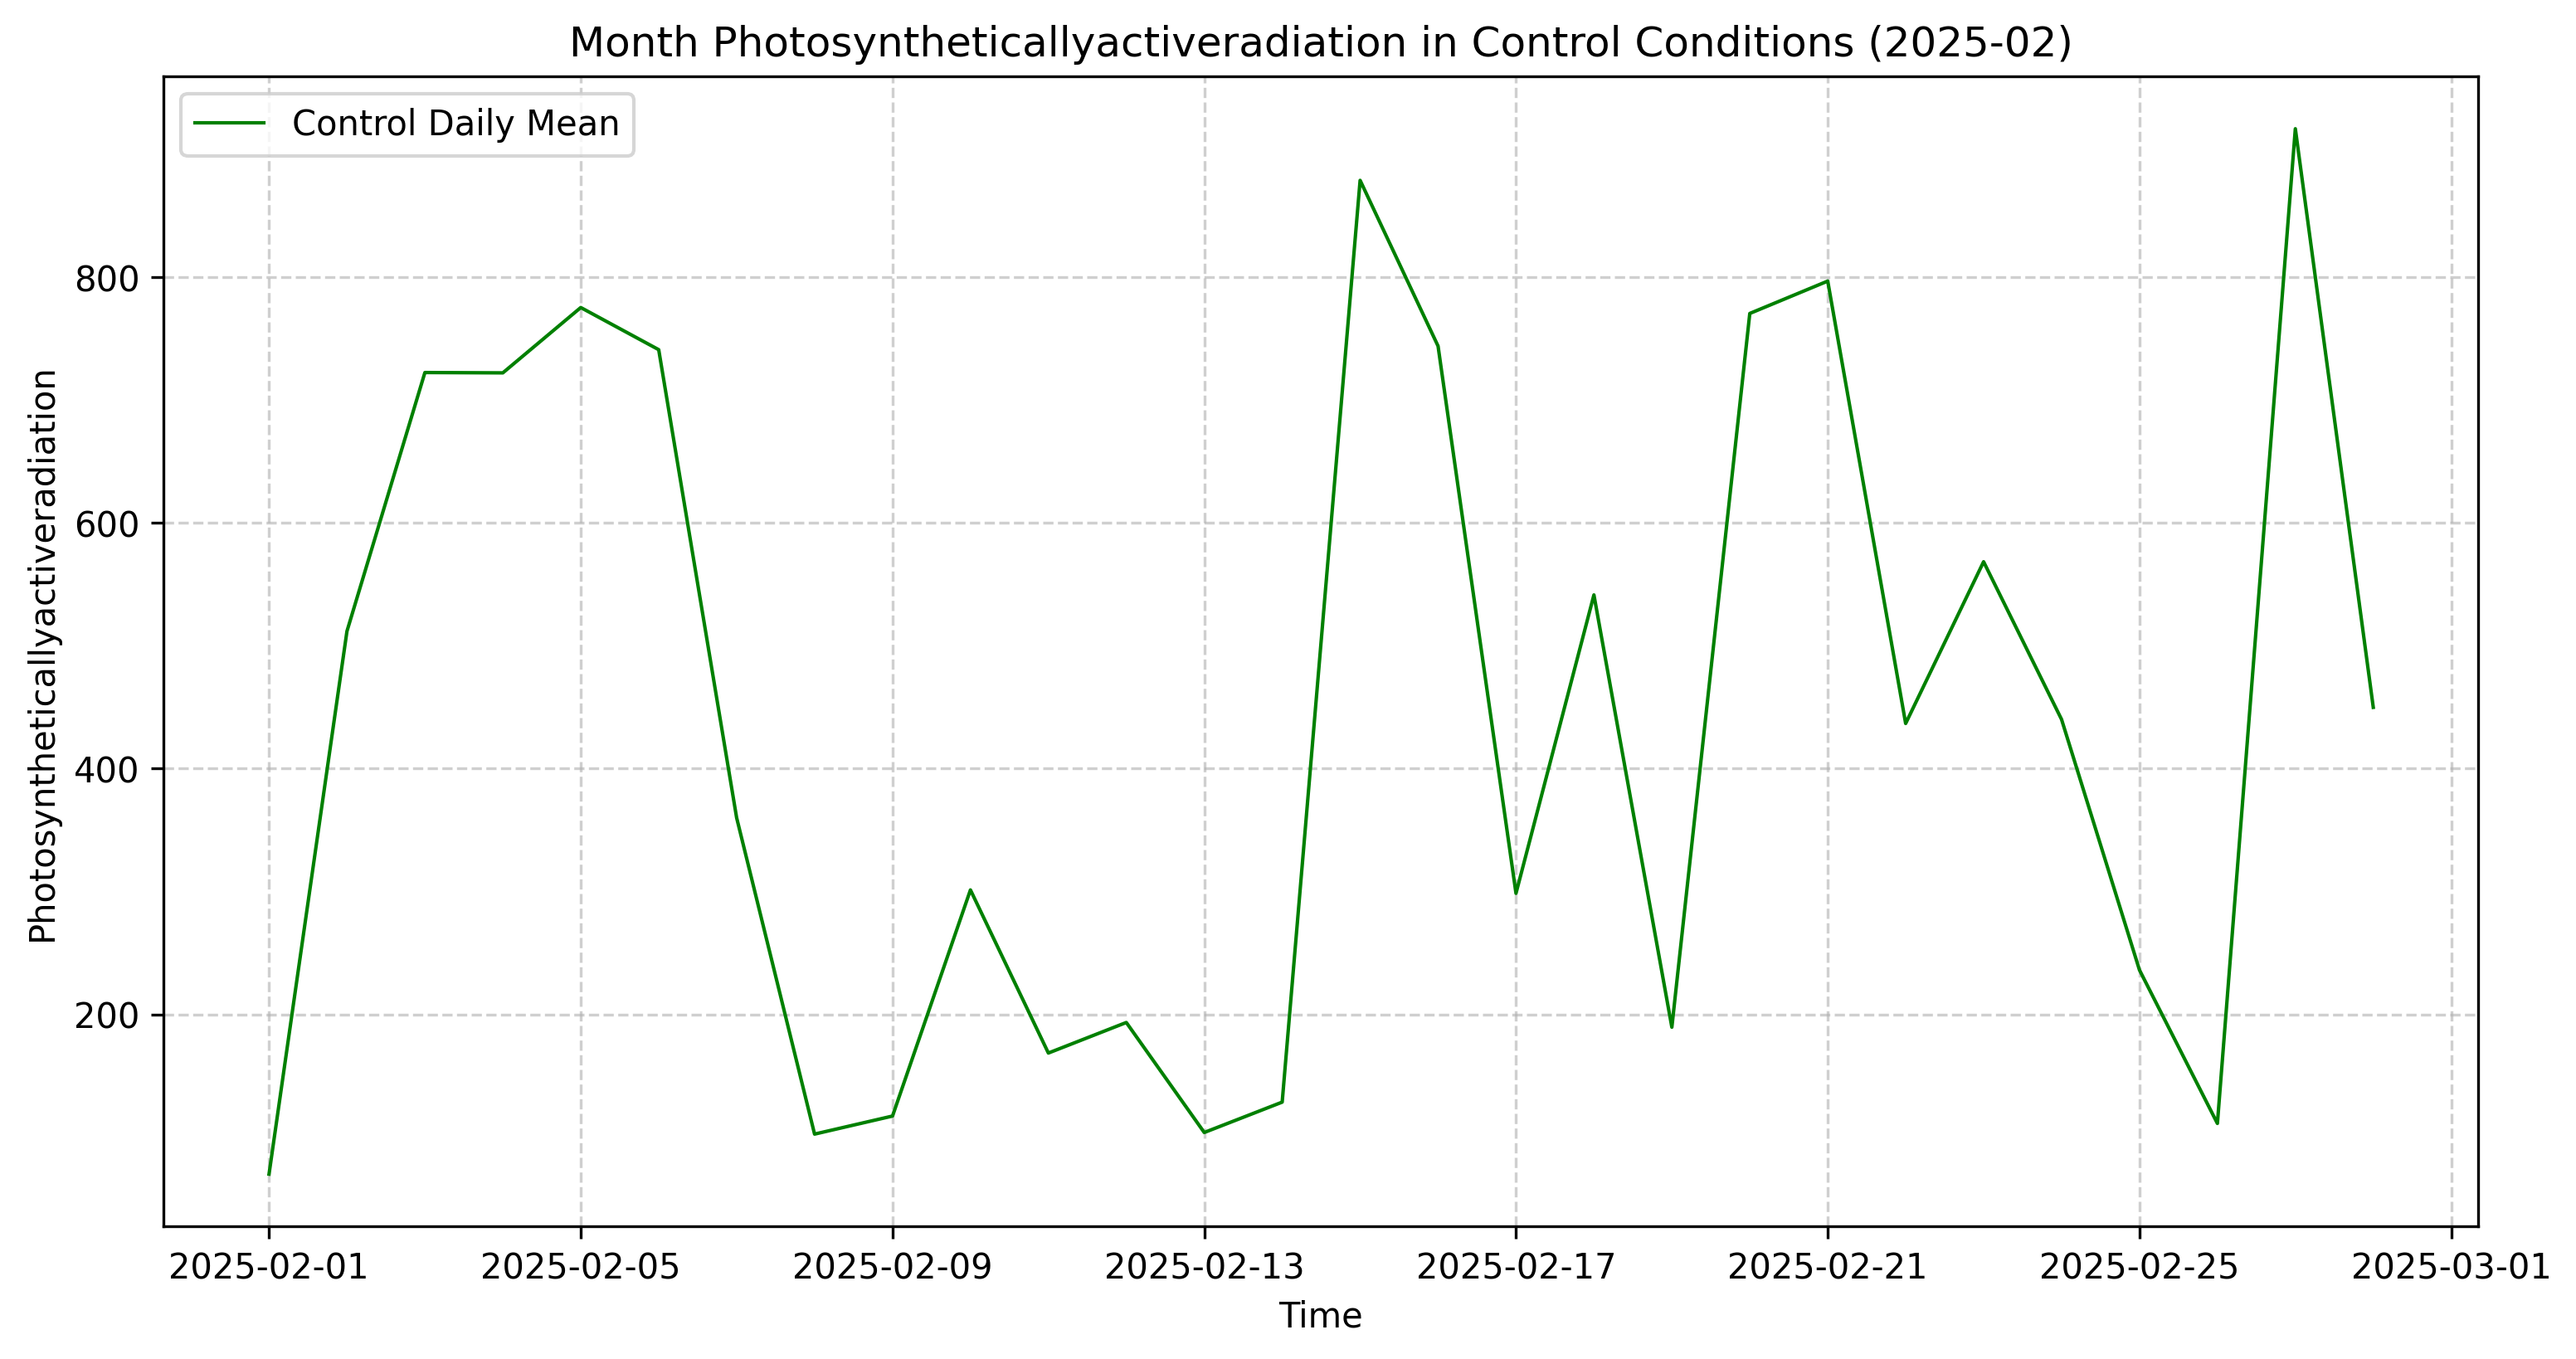 Month Photosyntheticallyactiveradiation in Control Conditions (2025-02)
Control Daily Mean
Photosyntheticallyactiveradiation
800
600
400
200
2025-02-01 2025-02-05 2025-02-09 2025-02-13 2025-02-17 2025-02-21 2025-02-25 2025-03-01
Time